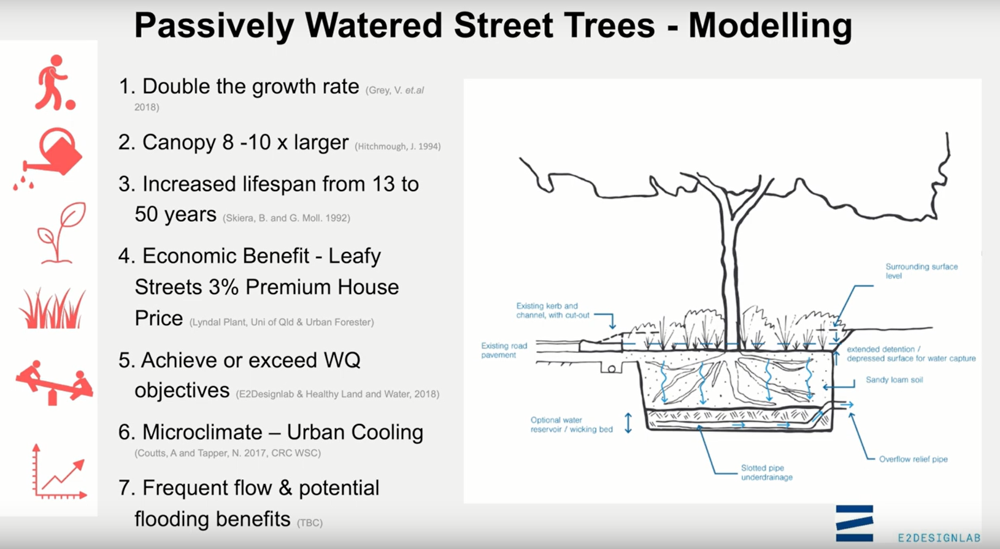 Passively Watered Street Trees - Modelling
1. Double the growth rate (Grey, V. et.al
2018)
2. Canopy 8 -10 x larger (Hitchmough, J. 1994)
3. Increased lifespan from 13 to
50 years (Skiera, B. and G. Moll. 1992)
4. Economic Benefit - Leafy
Streets 3% Premium House
Price (Lyndal Plant, Uni of Qld & Urban Forester)
5. Achieve or exceed WQ
objectives (E2Designlab & Healthy Land and Water, 2018)
6. Microclimate – Urban Cooling
(Coutts, A and Tapper, N. 2017, CRC WSC)
7. Frequent flow & potential
flooding benefits (TBC)
Surrounding surface
level
Existing kerb and
channel, with cut-out
Existing road
pavement
extended detention /
depressed surface for water capture
Sandy loam soil
Optional water
reservoir / wicking bed
Overflow relief pipe
Slotted pipe
underdrainage
E2DESIGNLAB